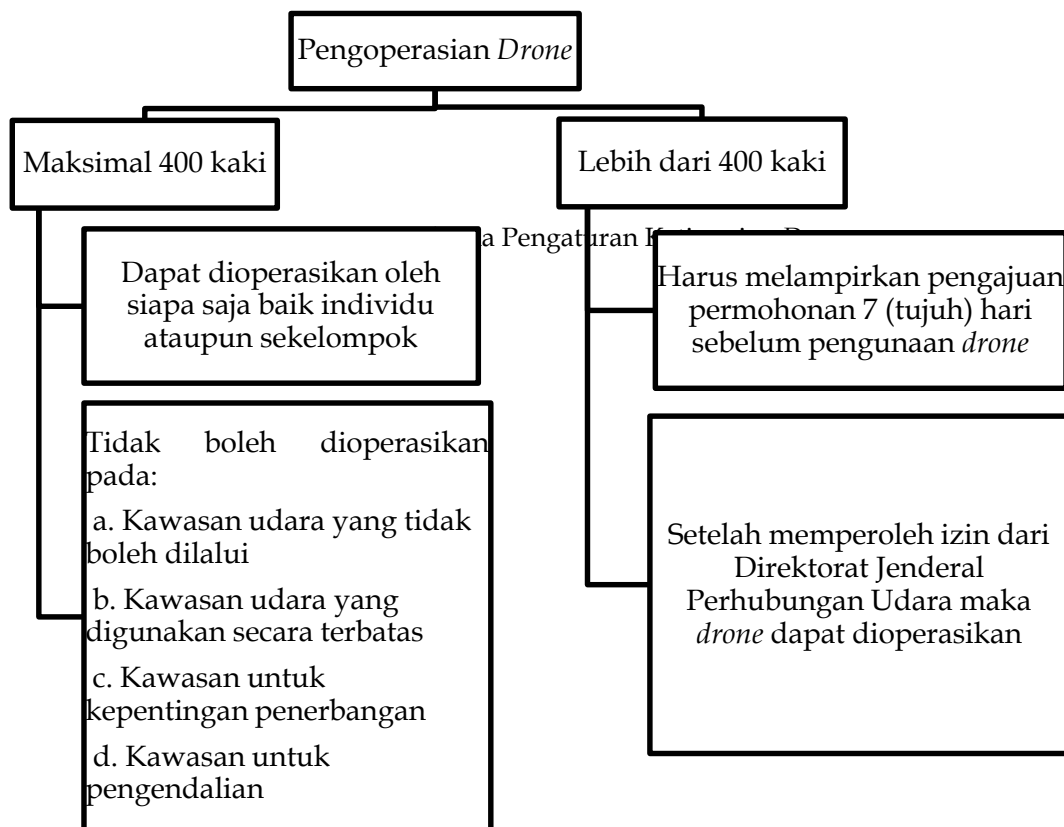 Pengoperasian Drone
Maksimal 400 kaki
Dapat dioperasikan oleh
siapa saja baik individu
ataupun sekelompok
Tidak boleh dioperasikan
pada:
a. Kawasan udara yang tidak
boleh dilalui
b. Kawasan udara yang
digunakan secara terbatas
c. Kawasan untuk
kepentingan penerbangan
d. Kawasan untuk
pengendalian
Lebih dari 400 kaki
a Pengaturan
Harus melampirkan pengajuan
permohonan 7 (tujuh) hari
sebelum pengunaan drone
Setelah memperoleh izin dari
Direktorat Jenderal
Perhubungan Udara maka
drone dapat dioperasikan